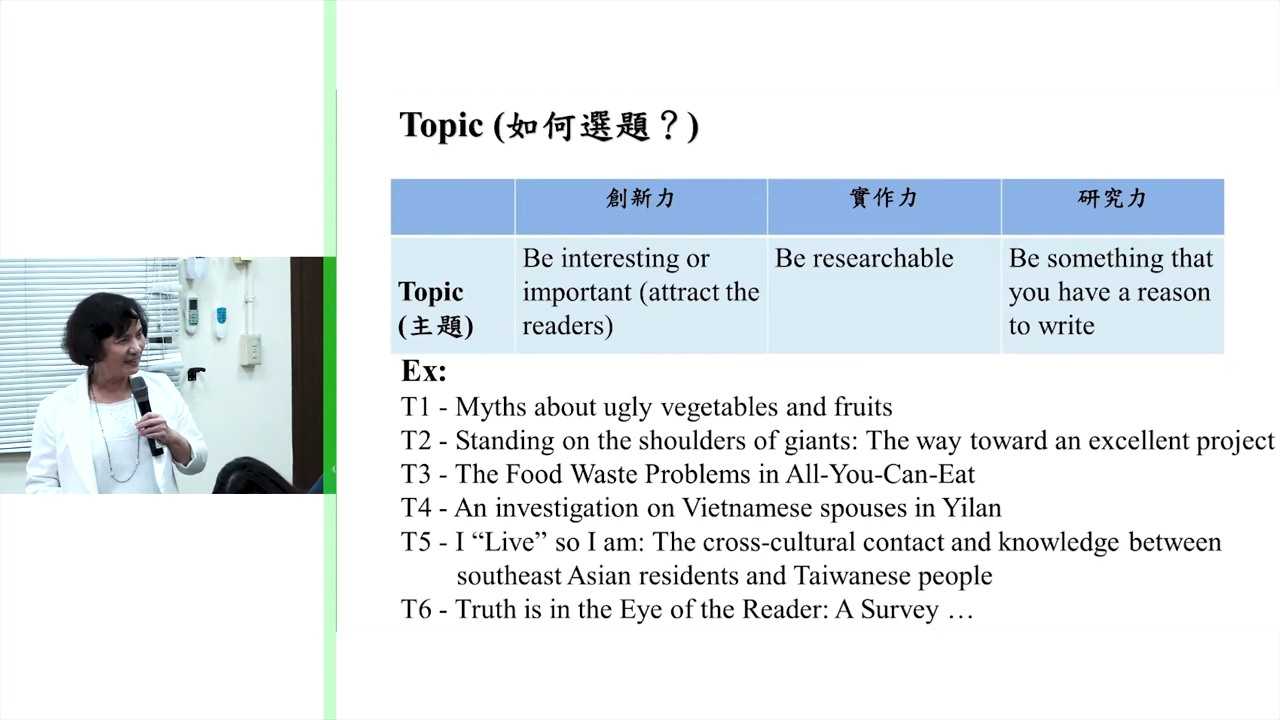 Topic (如何選題？)
創新力 實作力 研究力
Topic
(主題)
Be interesting or
important (attract the
readers)
Be researchable
Be something that
you have a reason
to write
Ex:
T1 - Myths about ugly vegetables and fruits
T2 - Standing on the shoulders of giants: The way toward an excellent project
T3 - The Food Waste Problems in All-You-Can-Eat
T4 - An investigation on Vietnamese spouses in Yilan
T5 - I “Live” so I am: The cross-cultural contact and knowledge between
southeast Asian residents and Taiwanese people
T6 - Truth is in the Eye of the Reader: A Survey …